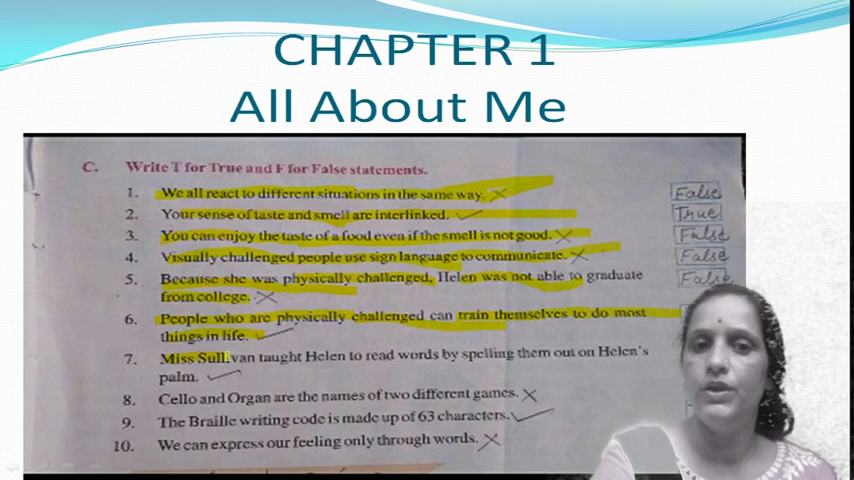 CHAPTER 1
All About Me
C. Write T for True and F for False statements.
1. We all react to different situations in the same way. False
2. Your sense of taste and smell are interlinked. True
3. You can enjoy the taste of a food even if the smell is not good. False
4. Visually challenged people use sign language to communicate. False
5. Because she was physically challenged, Helen was not able to graduate False
from college.
6. People who are physically challenged can train themselves to do most
things in life.
7. Miss Sullivan taught Helen to read words by spelling them out on Helen's
palm.
8. Cello and Organ are the names of two different games.
9. The Braille writing code is made up of 63 characters.
10. We can express our feeling only through words.